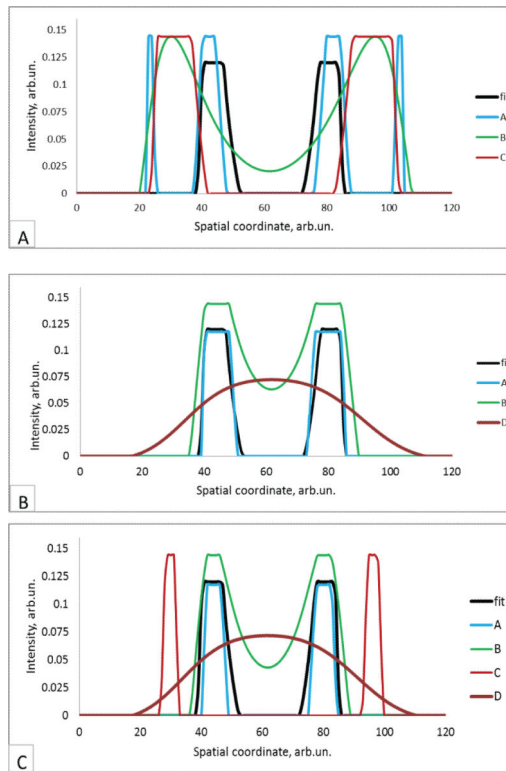 0.15
0.125
0.1
0.075
0.05
0.025
0
0 20 40 60 80 100 120
Intensity, arb.un.
Spatial coordinate, arb.un.
fi
A
B
C
A
0.15
0.125
0.1
0.075
0.05
0.025
0
0 20 40 60 80 100 120
Intensity, arb.un.
Spatial coordinate, arb.un.
fi
A
B
D
B
0.15
0.125
0.1
0.075
0.05
0.025
0
0 20 40 60 80 100 120
Intensity, arb.un.
Spatial coordinate, arb.un.
fit
A
B
C
D
C